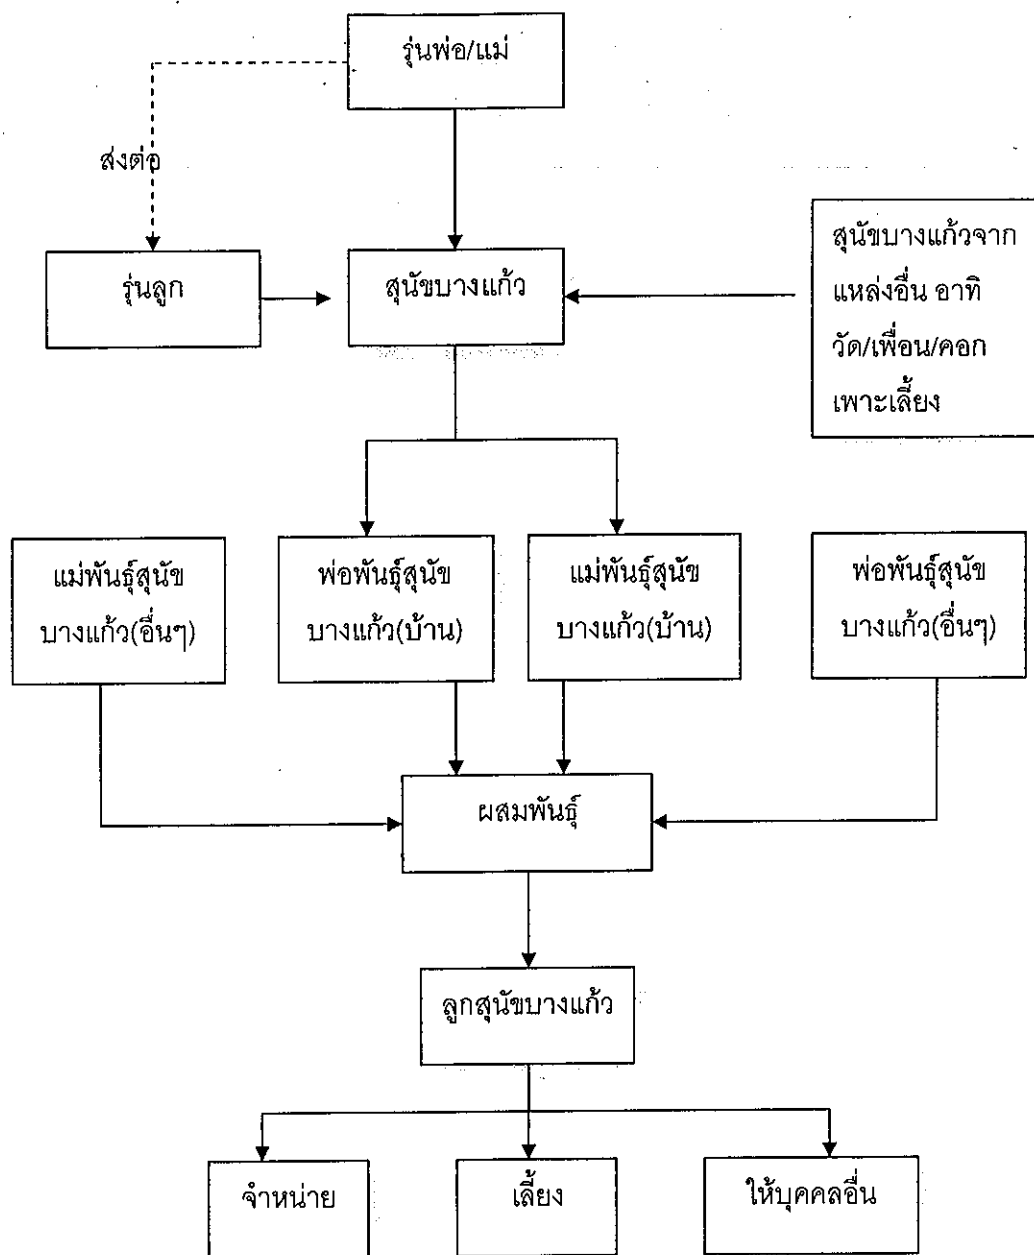 รุ่นพ่อ/แม่
ส่งต่อ
รุ่นลูก
สุนัขบางแก้ว
สุนัขบางแก้วจาก
แหล่งอื่น อาทิ
วัด/เพื่อน/คอก
เพาะเลี้ยง
แม่พันธุ์สุนัข
บางแก้ว(อื่นๆ)
พ่อพันธุ์สุนัข
บางแก้ว(บ้าน)
แม่พันธุ์สุนัข
บางแก้ว(บ้าน)
พ่อพันธุ์สุนัข
บางแก้ว(อื่นๆ)
ผสมพันธุ์
ลูกสุนัขบางแก้ว
จำหน่าย
เลี้ยง
ให้บุคคลอื่น